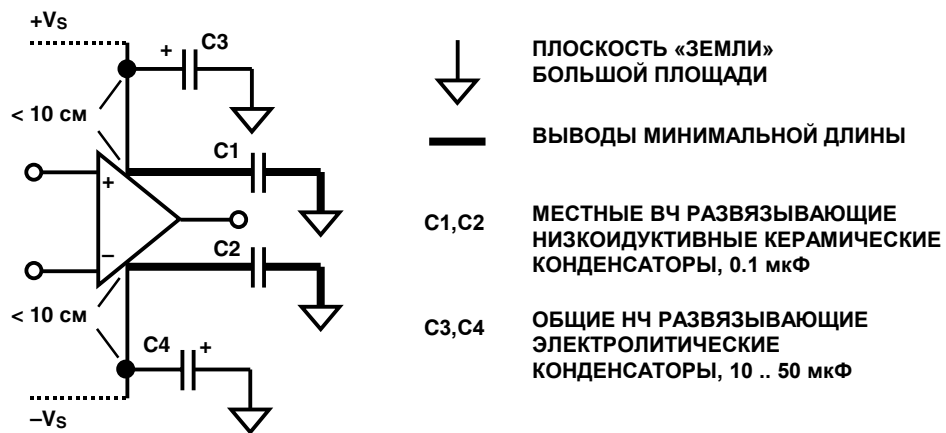 +Vs
C3
+
< 10 см
C1
+
–
C2
< 10 см
C4
+
–Vs
ПЛОСКОСТЬ «ЗЕМЛИ»
БОЛЬШОЙ ПЛОЩАДИ
ВЫВОДЫ МИНИМАЛЬНОЙ ДЛИНЫ
C1,C2
МЕСТНЫЕ ВЧ РАЗВЯЗЫВАЮЩИЕ
НИЗКОИДУКТИВНЫЕ КЕРАМИЧЕСКИЕ
КОНДЕНСАТОРЫ, 0.1 мкФ
C3,C4
ОБЩИЕ НЧ РАЗВЯЗЫВАЮЩИЕ
ЭЛЕКТРОЛИТИЧЕСКИЕ
КОНДЕНСАТОРЫ, 10 .. 50 мкФ